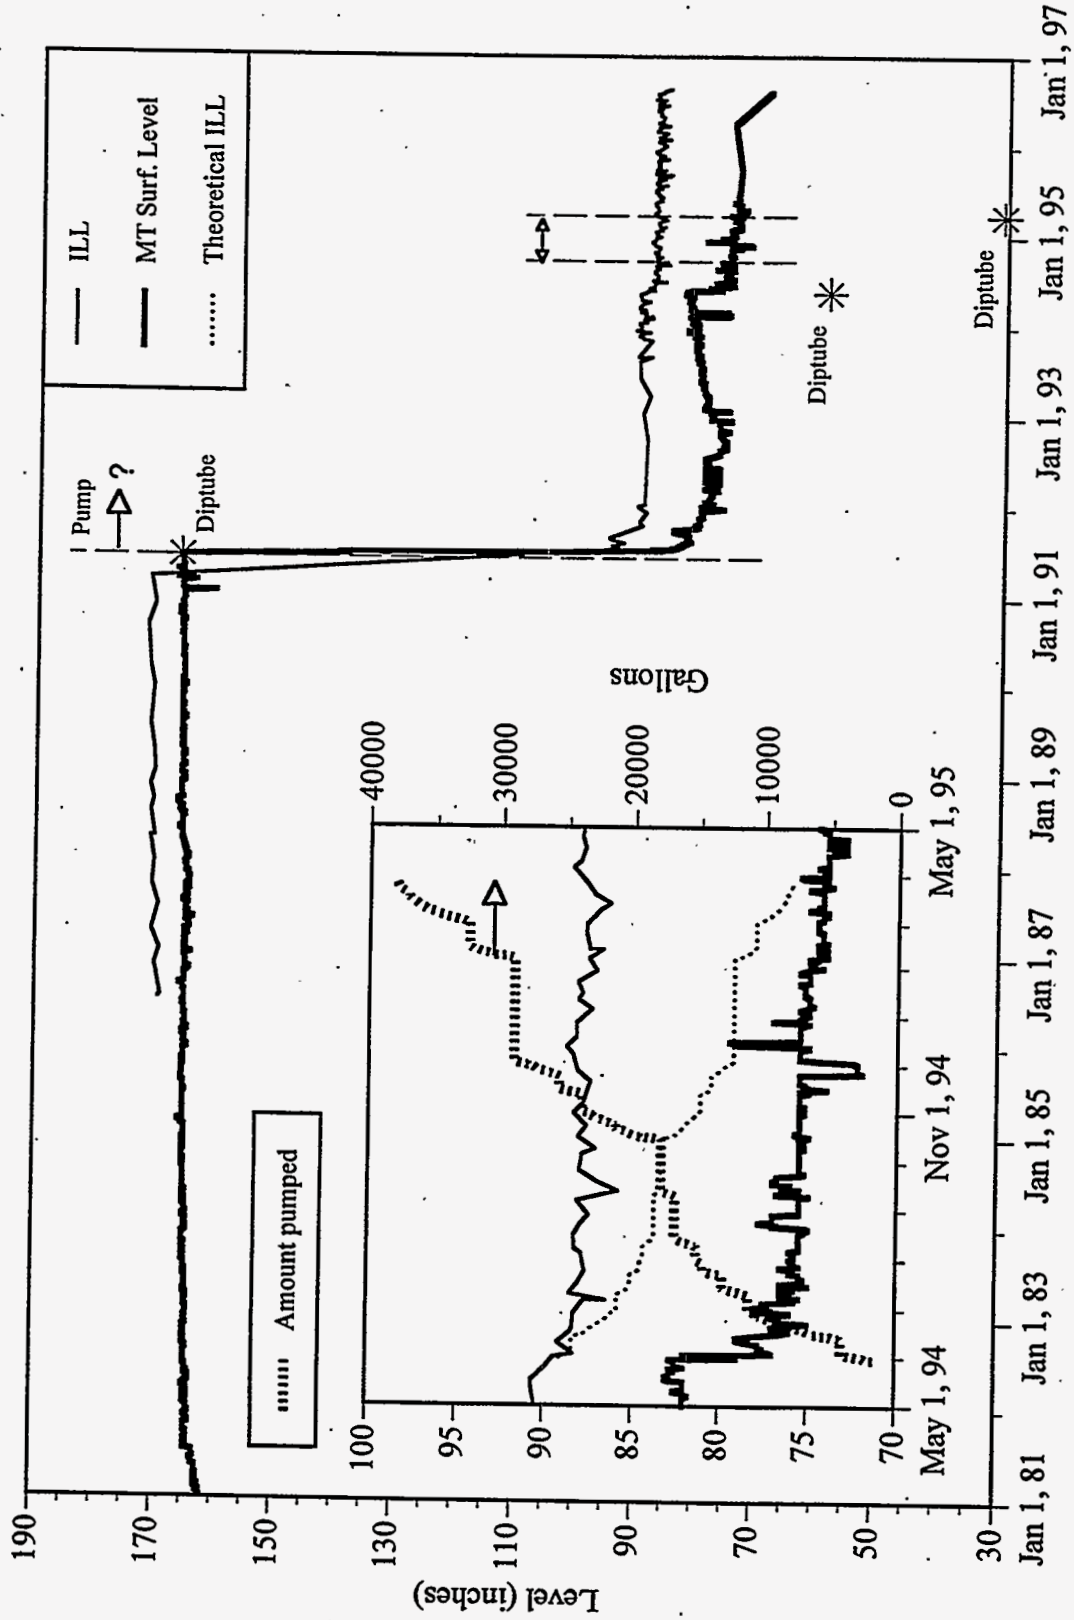 Level (inches)
190
170
150
130
110
90
70
50
30
Jan 1, 81
Jan 1, 83
Jan 1, 85
Jan 1, 87
Jan 1, 89
Jan 1, 91
Jan 1, 93
Jan 1, 95
Jan 1, 97
ILL
MT Surf. Level
Theoretical ILL
Pump
?
Diptube
Diptube
Diptube
Amount pumped
100
95
90
85
80
75
70
May 1, 94
Nov 1, 94
May 1, 95
40000
30000
20000
10000
0
Gallons